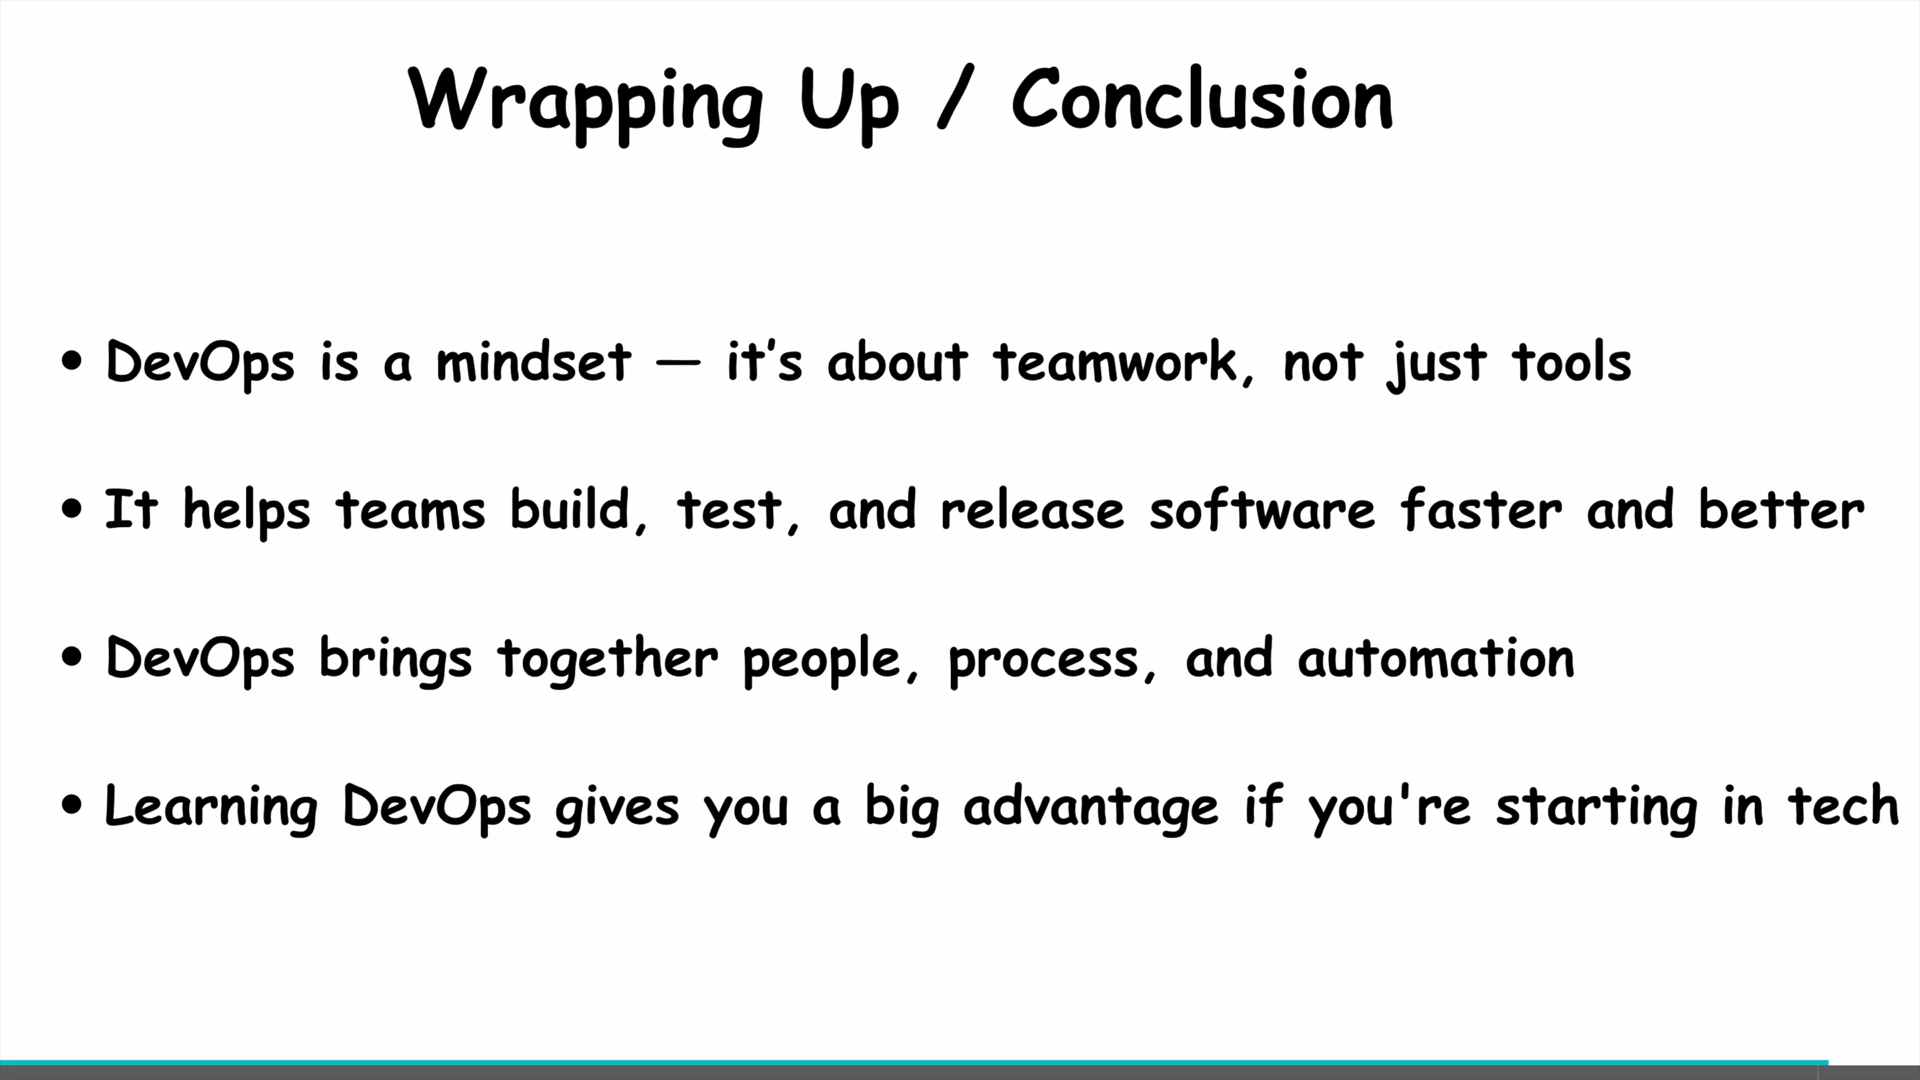 Wrapping Up / Conclusion
• DevOps is a mindset — it’s about teamwork, not just tools
• It helps teams build, test, and release software faster and better
• DevOps brings together people, process, and automation
• Learning DevOps gives you a big advantage if you're starting in tech